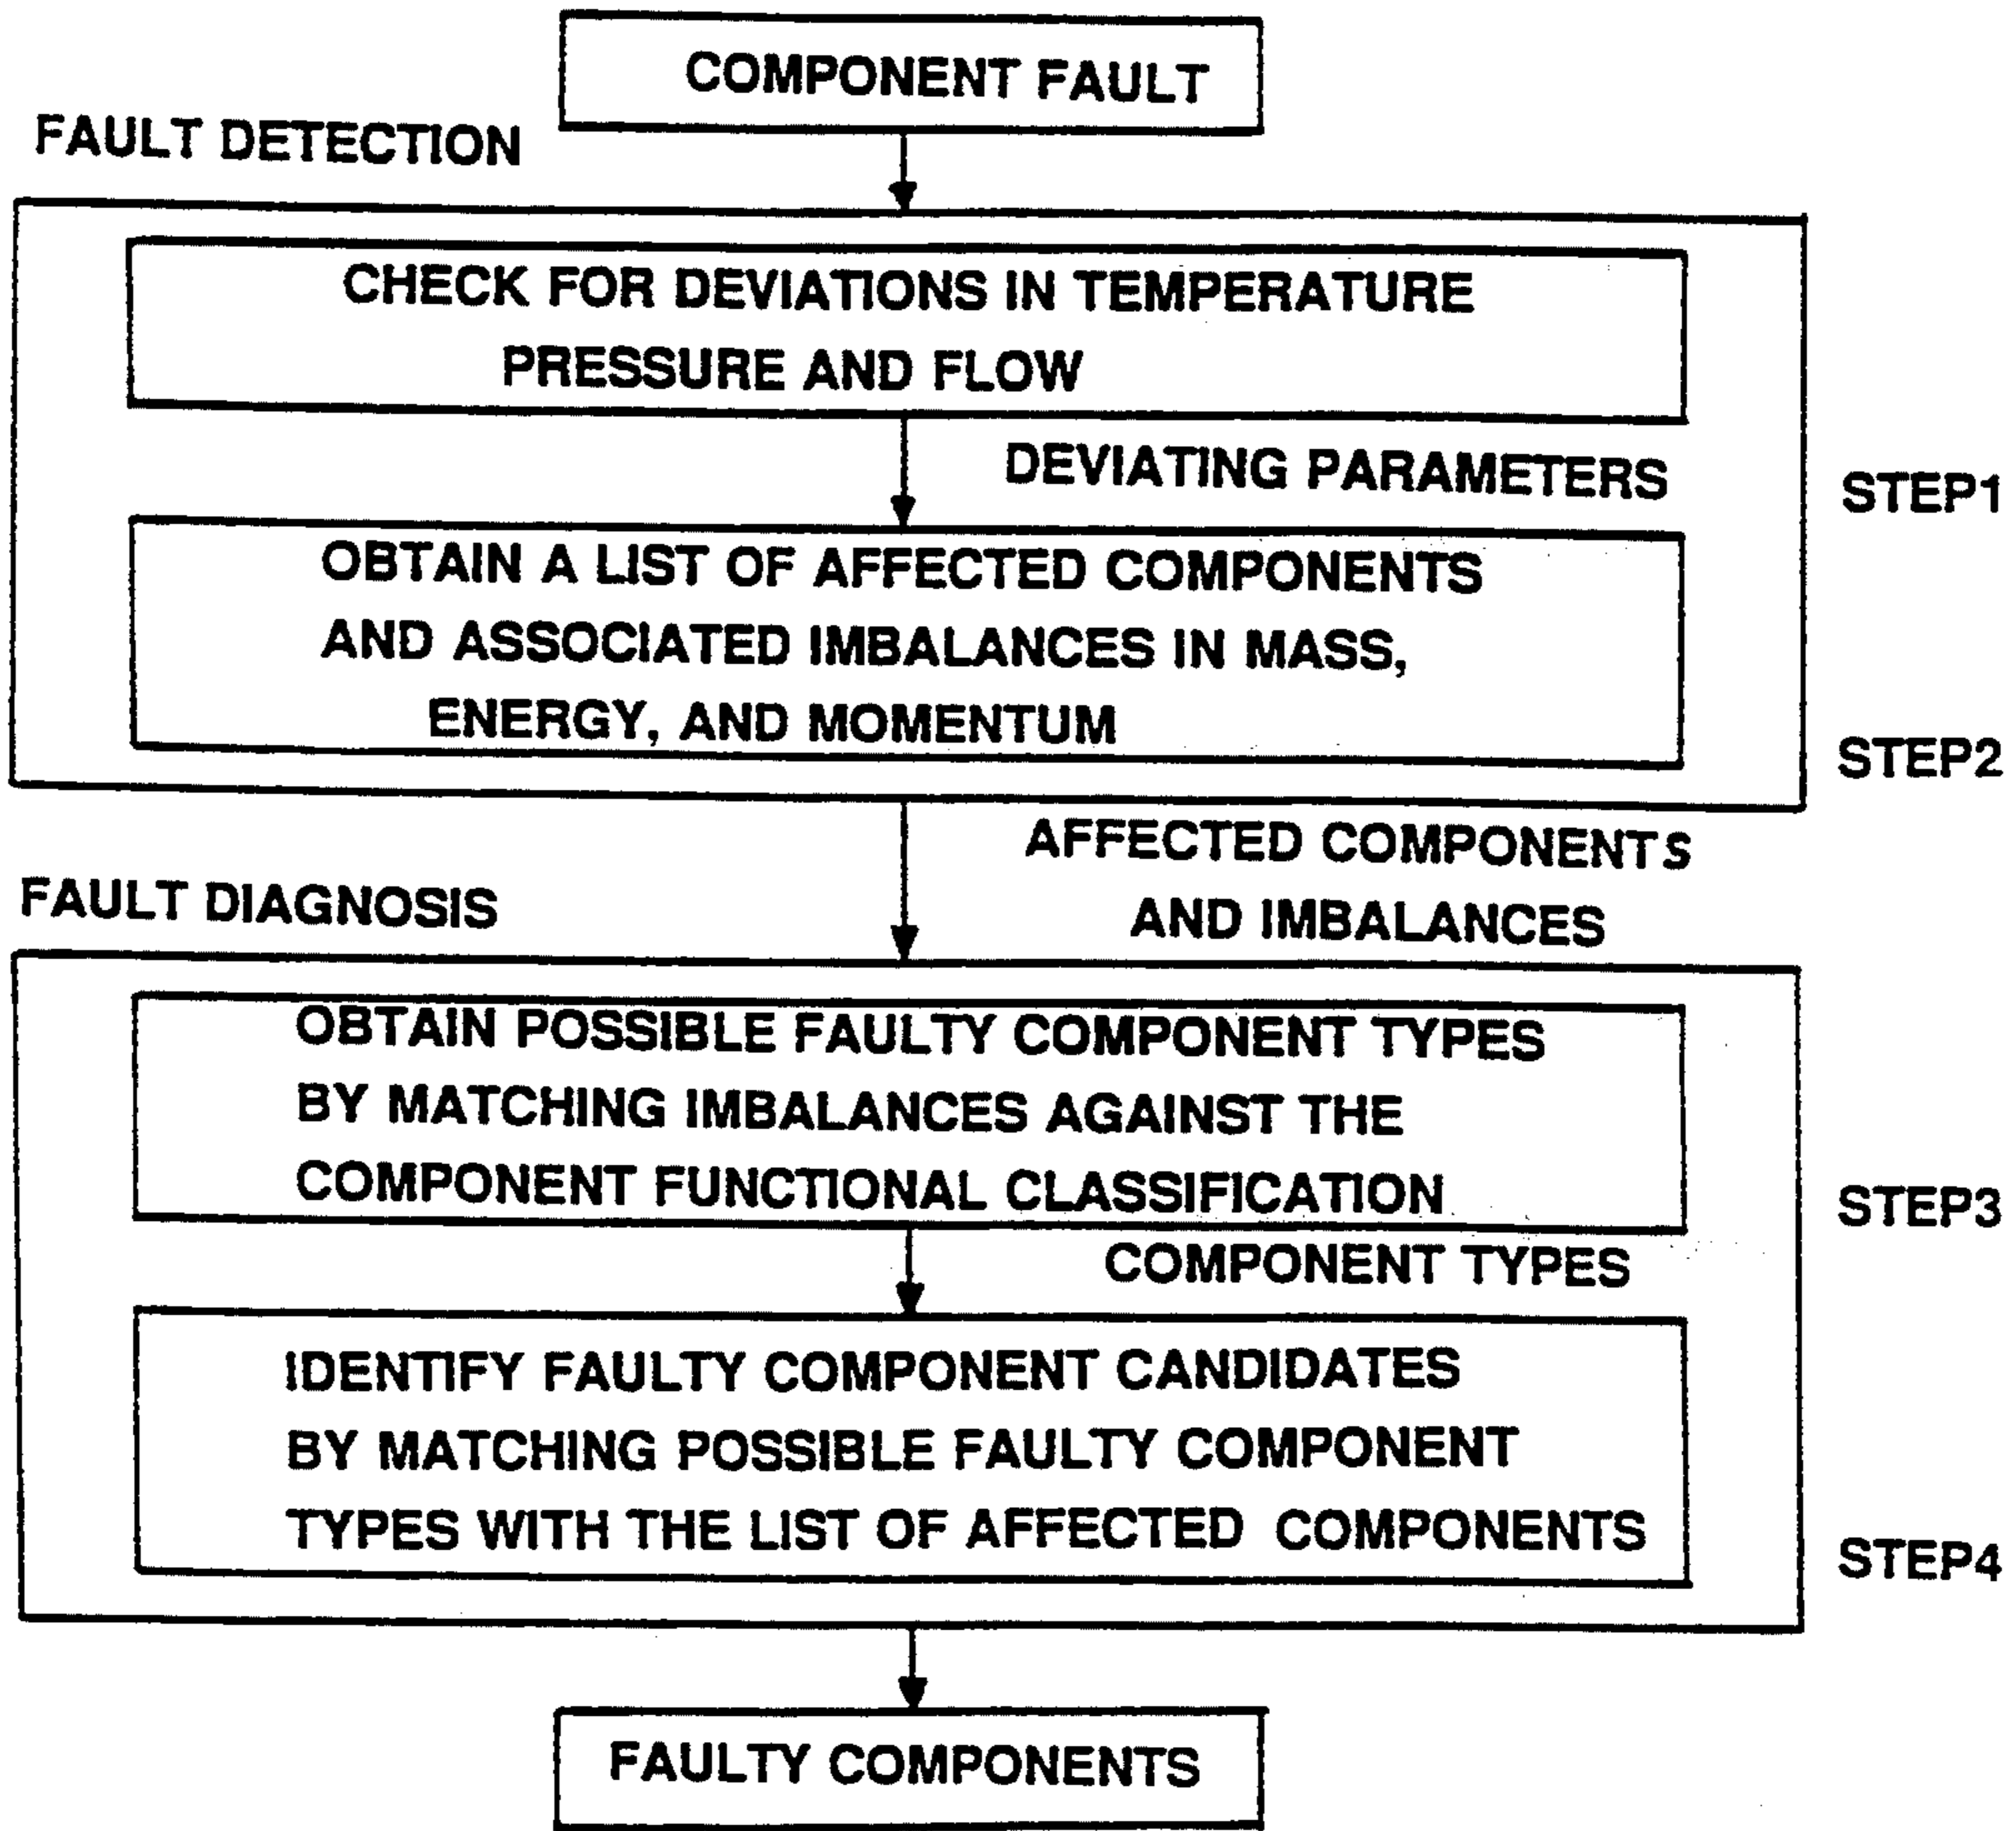 COMPONENT FAULT
FAULT DETECTION
CHECK FOR DEVIATIONS IN TEMPERATURE
PRESSURE AND FLOW
DEVIATING PARAMETERS
STEP1
OBTAIN A LIST OF AFFECTED COMPONENTS
AND ASSOCIATED IMBALANCES IN MASS,
ENERGY, AND MOMENTUM
STEP2
AFFECTED COMPONENTS
AND IMBALANCES
FAULT DIAGNOSIS
OBTAIN POSSIBLE FAULTY COMPONENT TYPES
BY MATCHING IMBALANCES AGAINST THE
COMPONENT FUNCTIONAL CLASSIFICATION
STEP3
COMPONENT TYPES
IDENTIFY FAULTY COMPONENT CANDIDATES
BY MATCHING POSSIBLE FAULTY COMPONENT
TYPES WITH THE LIST OF AFFECTED COMPONENTS
STEP4
FAULTY COMPONENTS